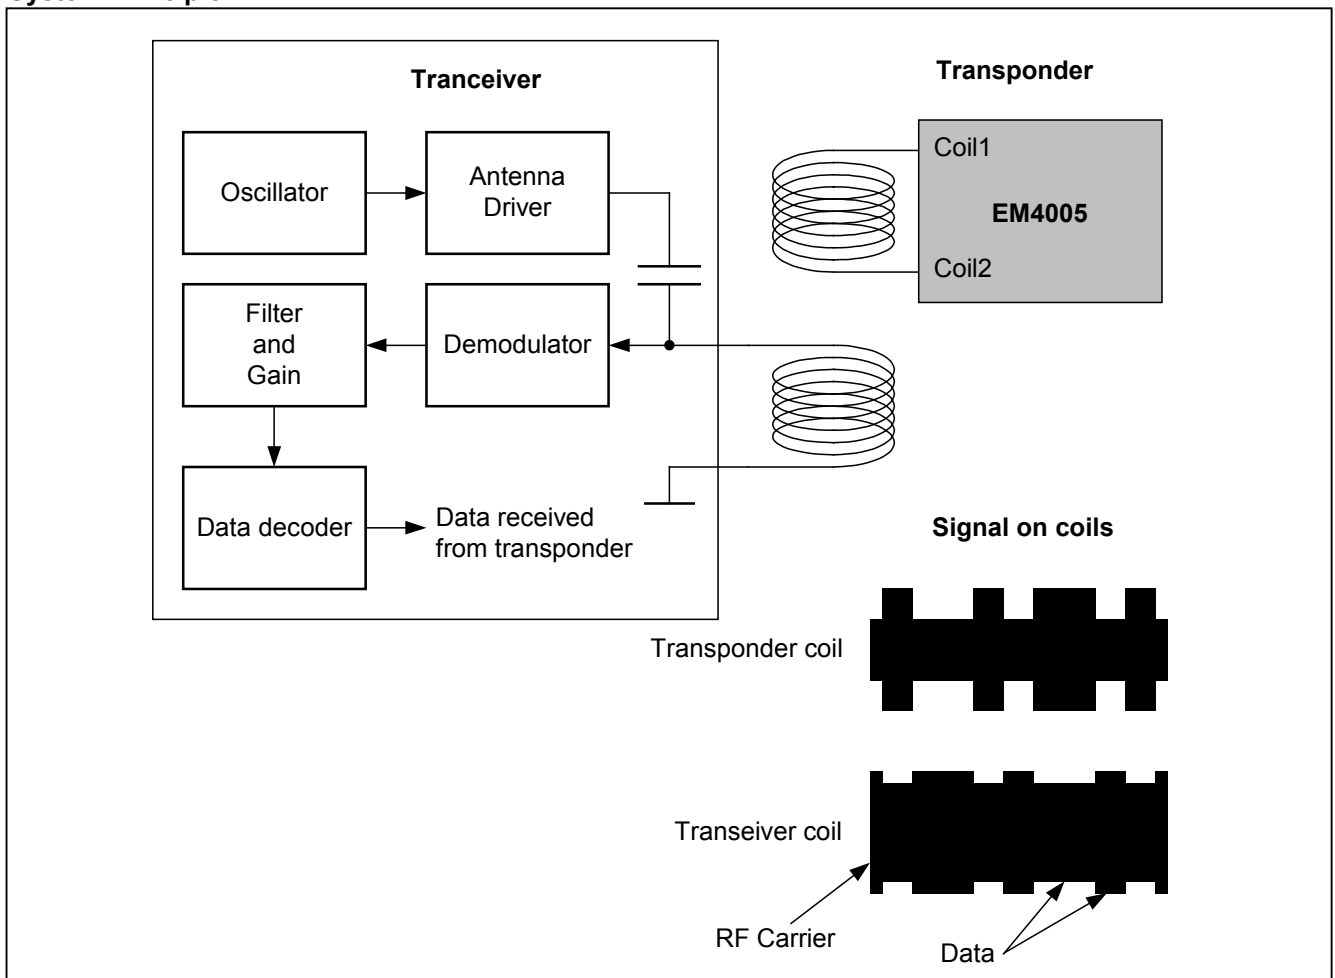 Tranceiver
Transponder
Oscillator
Antenna
Driver
Coil1
EM4005
Coil2
Filter
and
Gain
Demodulator
Data decoder
Data received
from transponder
Signal on coils
Transponder coil
Transeiver coil
RF Carrier
Data